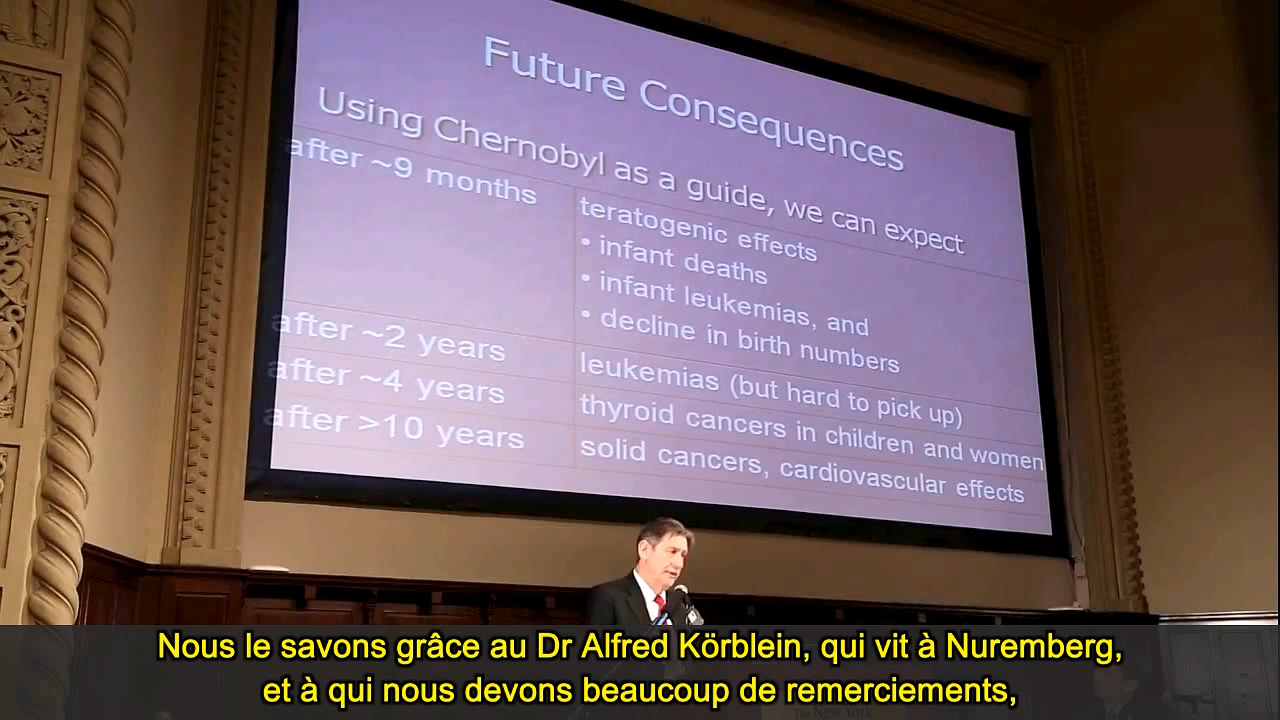 Future Consequences
Using Chernobyl as a guide, we can expect
after ~9 months
teratogenic effects
• infant deaths
• infant leukemias, and
• decline in birth numbers
after ~2 years
leukemias (but hard to pick up)
after ~4 years
thyroid cancers in children and women
after >10 years
solid cancers, cardiovascular effects
Nous le savons grâce au Dr Alfred Körblein, qui vit à Nuremberg,
et à qui nous devons beaucoup de remerciements,
The New York